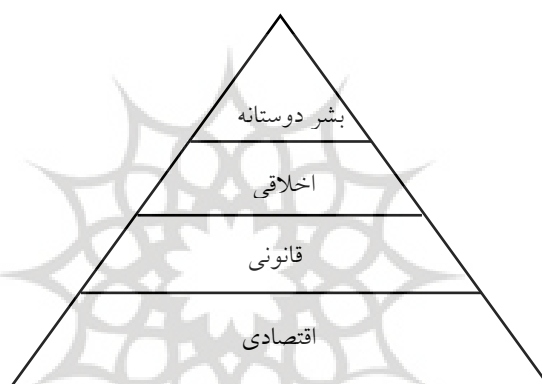 بشر دوستانه
اخلاقی
قانونی
اقتصادی